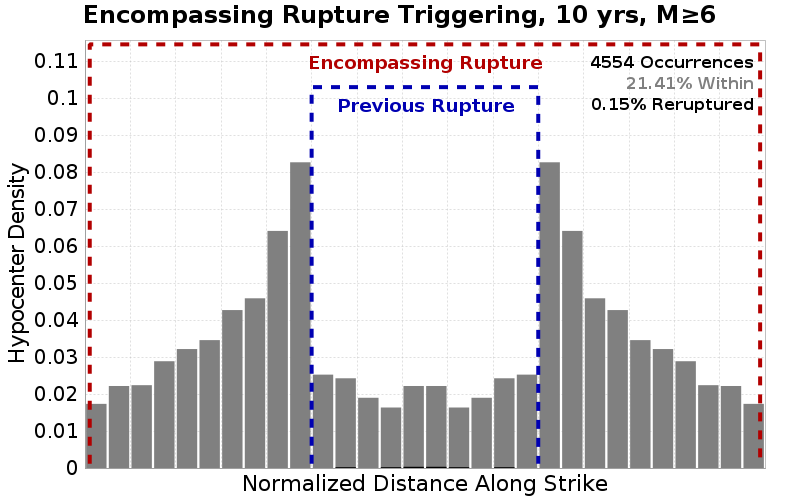 Encompassing Rupture Triggering, 10 yrs, M≥6
Encompassing Rupture
Previous Rupture
4554 Occurrences
21.41% Within
0.15% Reruptured
Hypocenter Density
0.11
0.1
0.09
0.08
0.07
0.06
0.05
0.04
0.03
0.02
0.01
0
Normalized Distance Along Strike